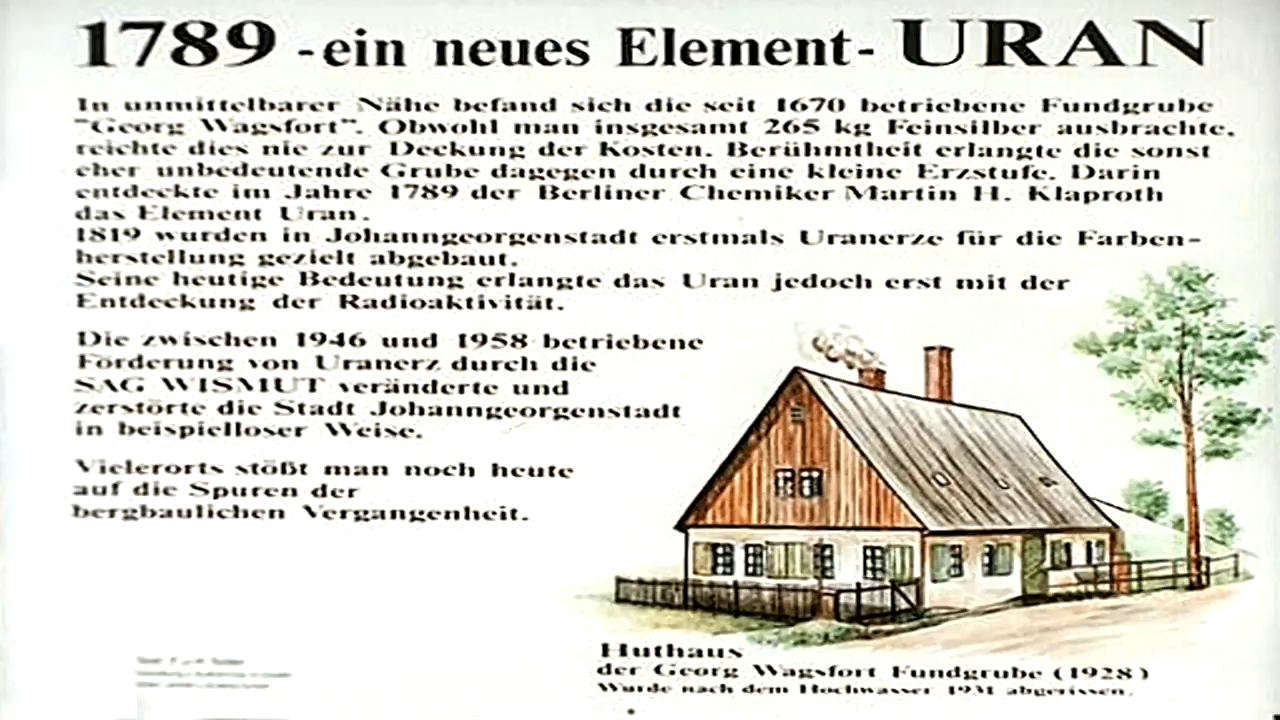 1789 -ein neues Element- URAN
In unmittelbarer Nähe befand sich die seit 1670 betriebene Fundgrube
"Georg Wagsfort". Obwohl man insgesamt 265 kg Feinsilber ausbrachte,
reichte dies nie zur Deckung der Kosten. Berühmtheit erlangte die sonst
eher unbedeutende Grube dagegen durch eine kleine Erzstufe. Darin
entdeckte im Jahre 1789 der Berliner Chemiker Martin H. Klaproth
das Element Uran.
1819 wurden in Johanngeorgenstadt erstmals Uranerze für die Farben-
herstellung gezielt abgebaut.
Seine heutige Bedeutung erlangte das Uran jedoch erst mit der
Entdeckung der Radioaktivität.
Die zwischen 1946 und 1958 betriebene
Förderung von Uranerz durch die
SAG WISMUT veränderte und
zerstörte die Stadt Johanngeorgenstadt
in beispielloser Weise.
Vielerorts stößt man noch heute
auf die Spuren der
bergbaulichen Vergangenheit.
Huthaus
der Georg Wagsfort Fundgrube (1928)
Wurde nach dem Hochwasser 1931 abgerissen.